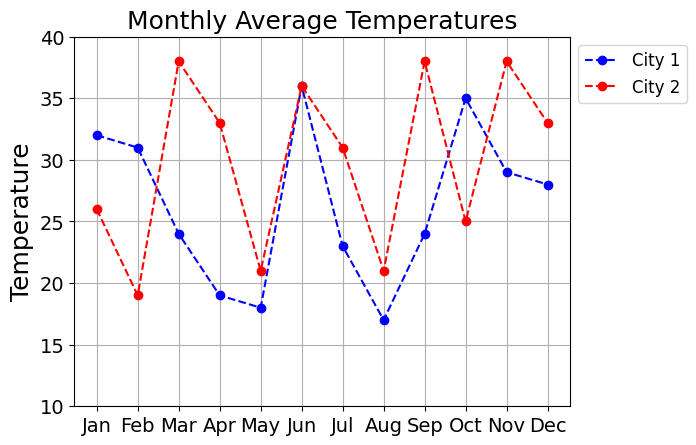 Monthly Average Temperatures
Temperature
40
35
30
25
20
15
10
Jan Feb Mar Apr May Jun Jul Aug Sep Oct Nov Dec
City 1
City 2